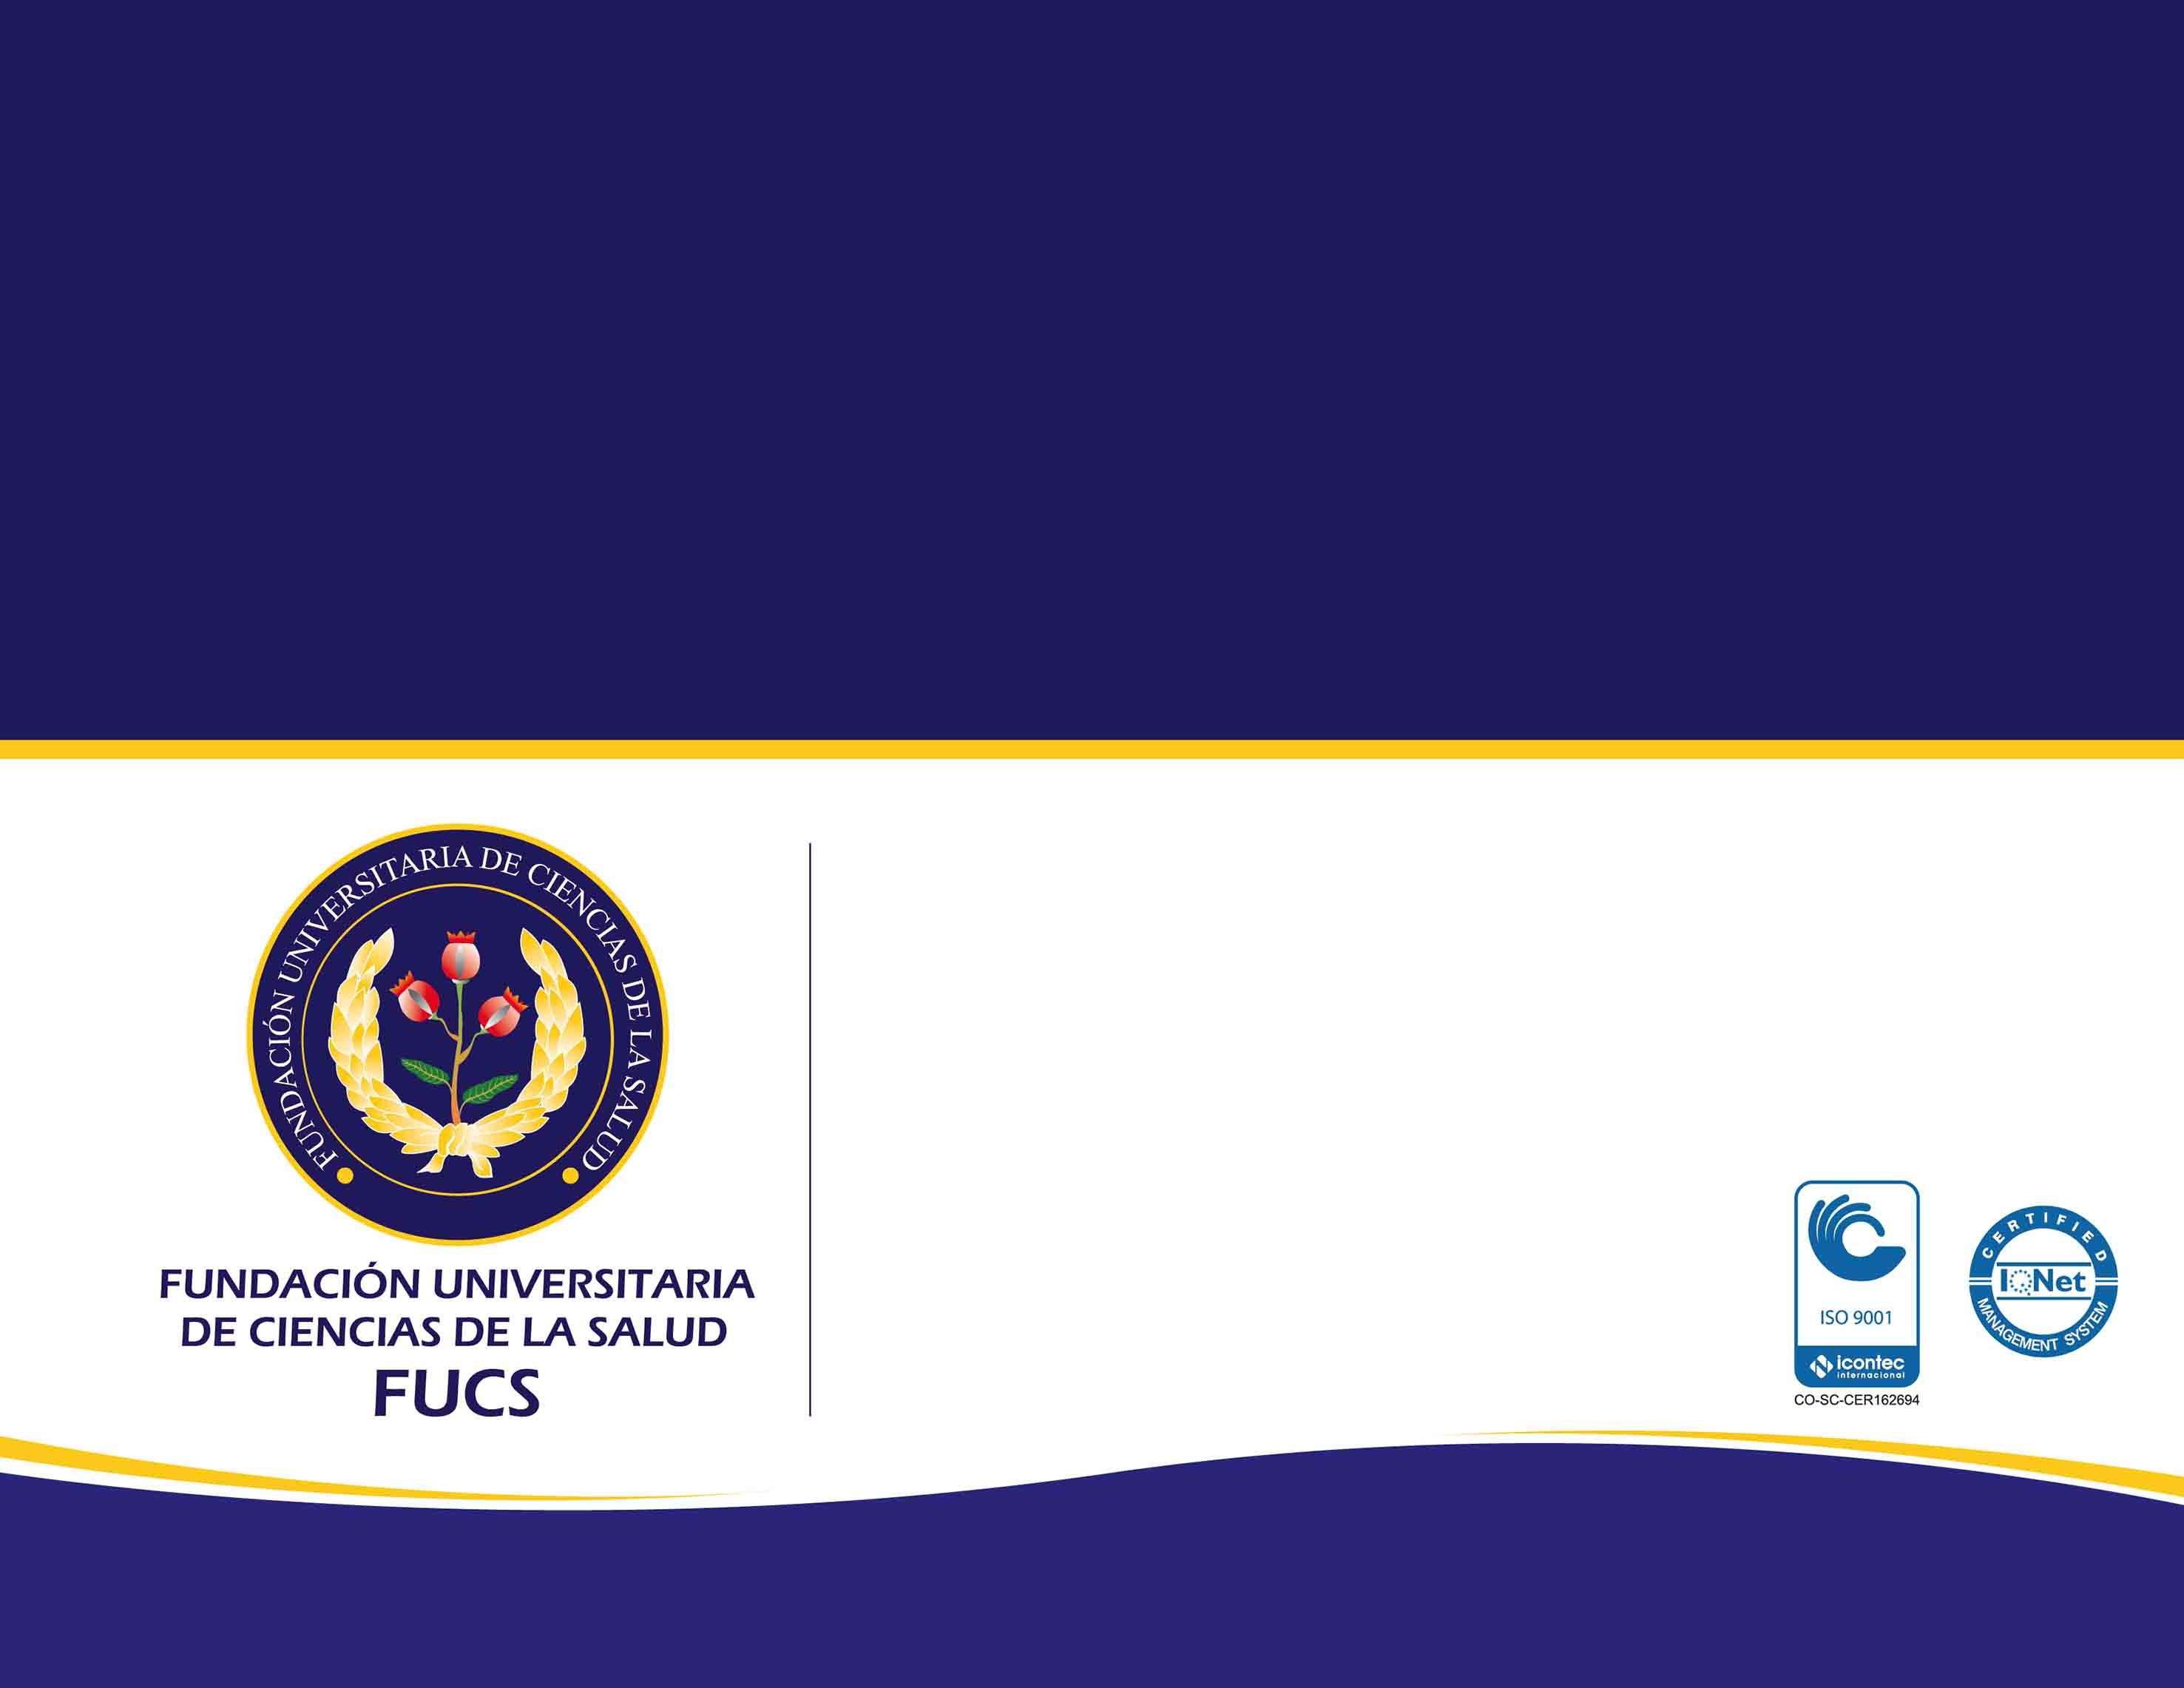 FUNDACIÓN UNIVERSITARIA DE CIENCIAS DE LA SALUD
FUNDACIÓN UNIVERSITARIA
DE CIENCIAS DE LA SALUD
FUCS
ISO 9001
icontec
internacional
CO-SC-CER162694
CERTIFIED
IQNet
MANAGEMENT SYSTEM